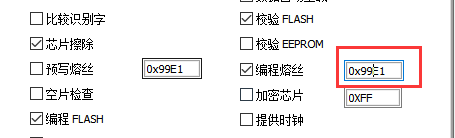 比较识别字
校验 FLASH
芯片擦除
校验 EEPROM
预写熔丝 0x99E1
编程熔丝 0x99E1
空片检查
加密芯片 0XFF
编程 FLASH
提供时钟